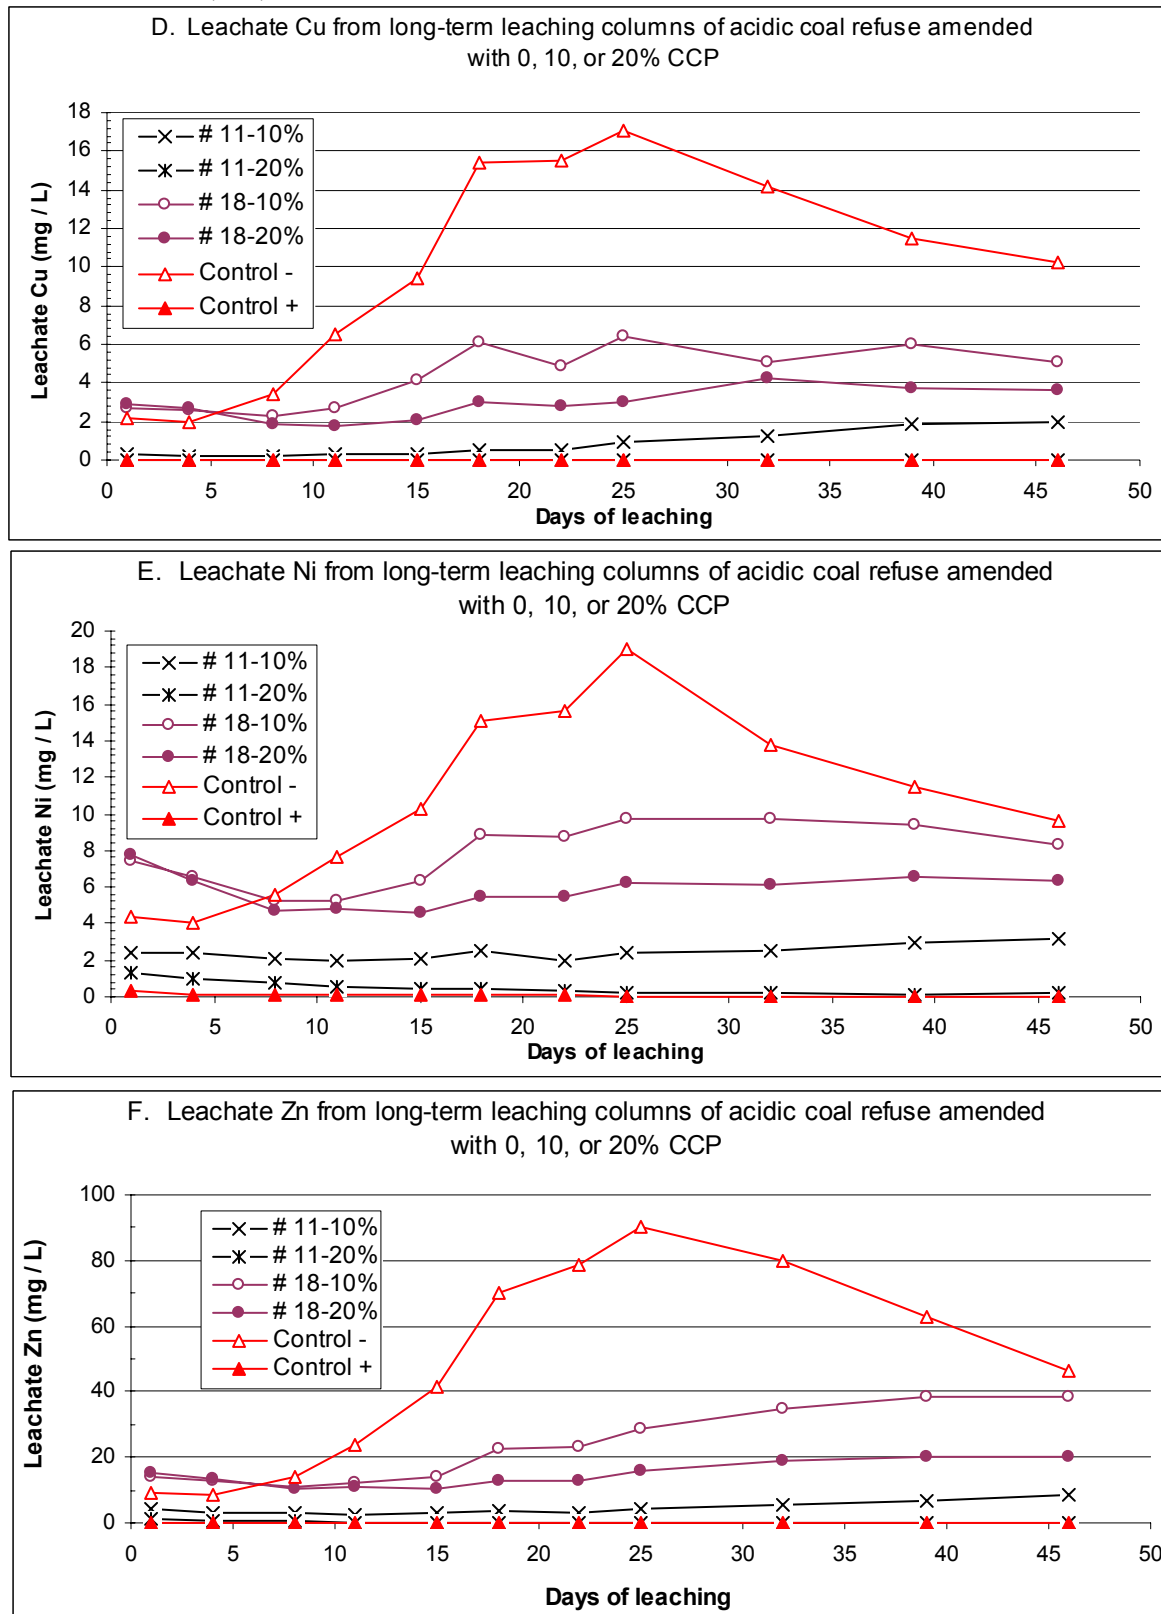 D. Leachate Cu from long-term leaching columns of acidic coal refuse amended
with 0, 10, or 20% CCP
18
16
14
12
10
8
6
4
2
0
Leachate Cu (mg / L)
# 11-10%
# 11-20%
# 18-10%
# 18-20%
Control -
Control +
0 5 10 15 20 25 30 35 40 45 50
Days of leaching
E. Leachate Ni from long-term leaching columns of acidic coal refuse amended
with 0, 10, or 20% CCP
20
18
16
14
12
10
8
6
4
2
0
Leachate Ni (mg / L)
# 11-10%
# 11-20%
# 18-10%
# 18-20%
Control -
Control +
0 5 10 15 20 25 30 35 40 45 50
Days of leaching
F. Leachate Zn from long-term leaching columns of acidic coal refuse amended
with 0, 10, or 20% CCP
100
80
60
40
20
0
Leachate Zn (mg / L)
# 11-10%
# 11-20%
# 18-10%
# 18-20%
Control -
Control +
0 5 10 15 20 25 30 35 40 45 50
Days of leaching